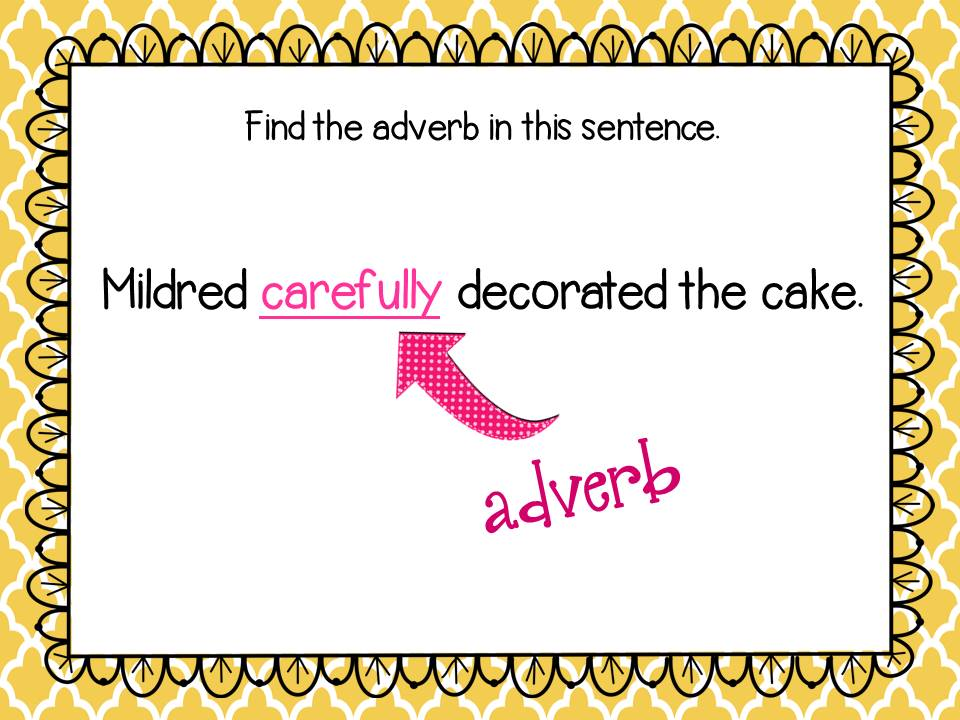 Find the adverb in this sentence.
Mildred carefully decorated the cake.
adverb